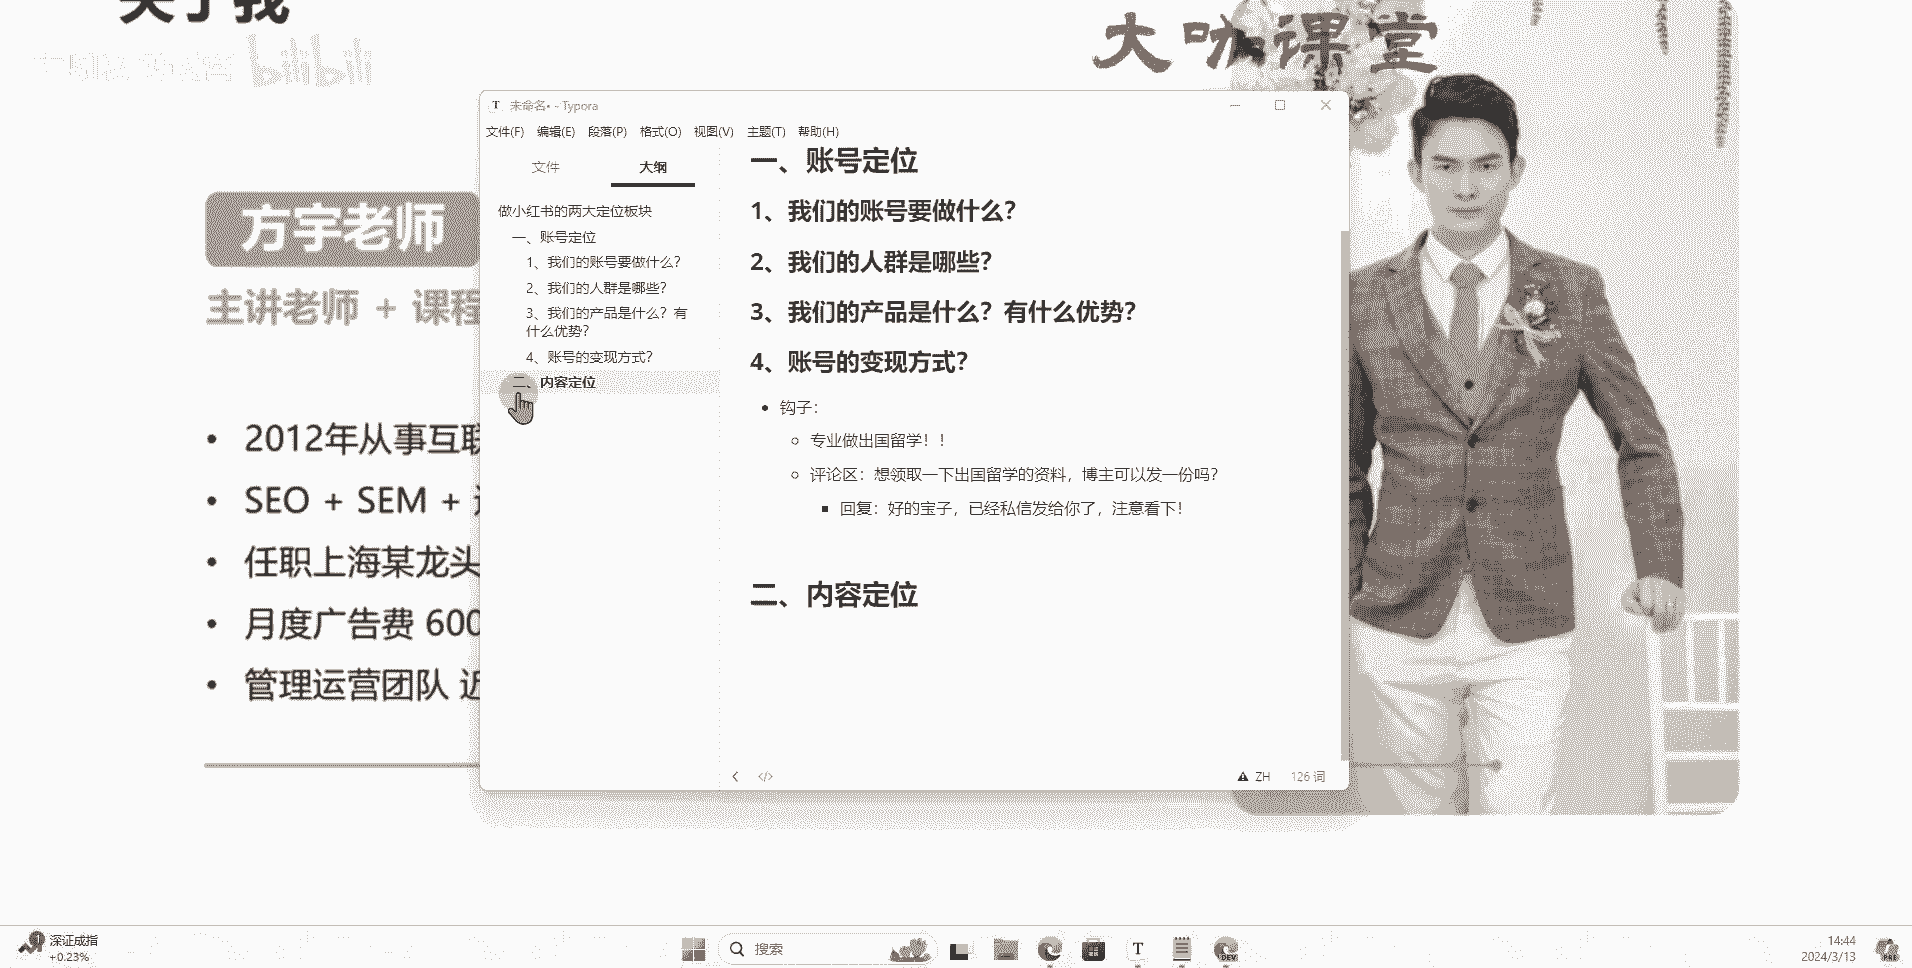 关于我
bilibili
大咖课堂
方宇老师
主讲老师 + 课程
2012年从事互联
SEO + SEM +
任职上海某龙头
月度广告费 600
管理运营团队 近
T 未命名• - Typora
文件(F) 编辑(E) 段落(P) 格式(O) 视图(V) 主题(T) 帮助(H)
文件 大纲
做小红书的两大定位板块
一、账号定位
1、我们的账号要做什么？
2、我们的人群是哪些？
3、我们的产品是什么？有
什么优势？
4、账号的变现方式？
二、内容定位
一、账号定位
1、我们的账号要做什么？
2、我们的人群是哪些？
3、我们的产品是什么？有什么优势？
4、账号的变现方式？
钩子：
专业做出国留学！！
评论区：想领取一下出国留学的资料，博主可以发一份吗？
回复：好的宝子，已经私信发给你了，注意看下！
二、内容定位
</> ZH 126 词
深证成指
+0.23%
搜索
T
DEV
14:44
2024/3/13
PRE